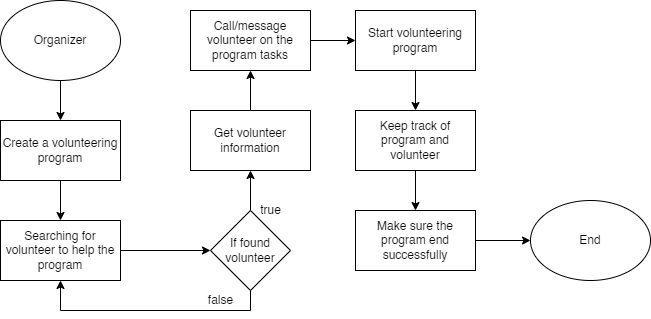 Organizer
Create a volunteering
program
Searching for
volunteer to help the
program
If found
volunteer
true
false
Get volunteer
information
Call/message
volunteer on the
program tasks
Start volunteering
program
Keep track of
program and
volunteer
Make sure the
program end
successfully
End